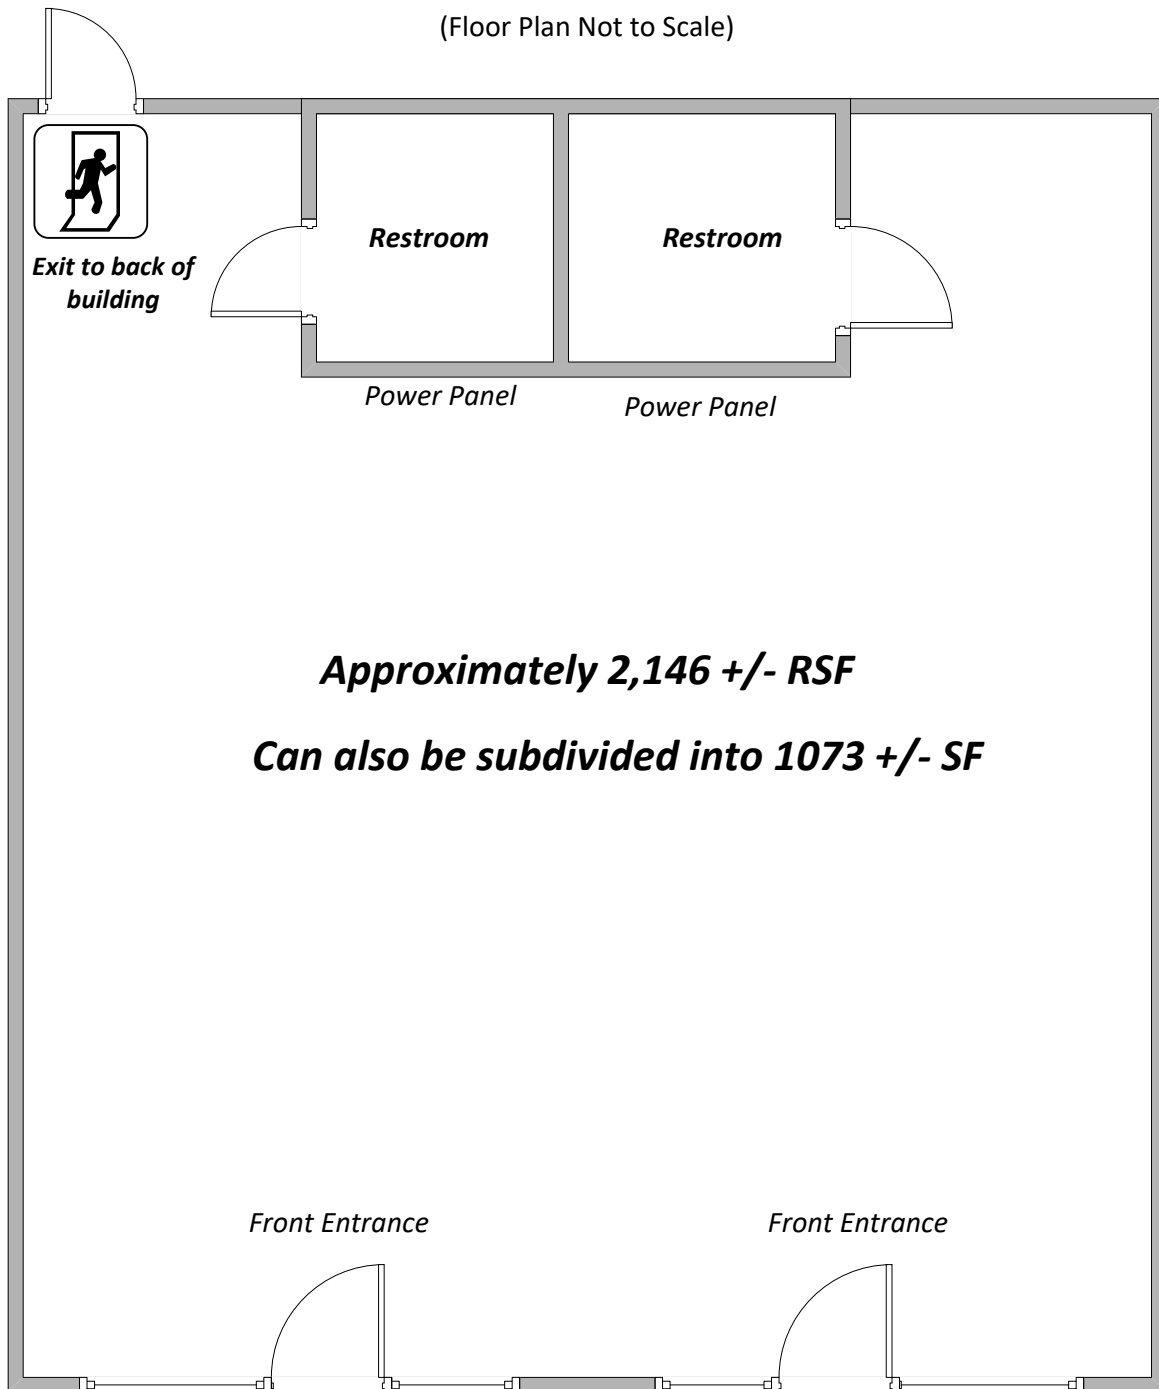 (Floor Plan Not to Scale)
Restroom
Restroom
Exit to back of
building
Power Panel
Power Panel
Approximately 2,146 +/- RSF
Can also be subdivided into 1073 +/- SF
Front Entrance
Front Entrance